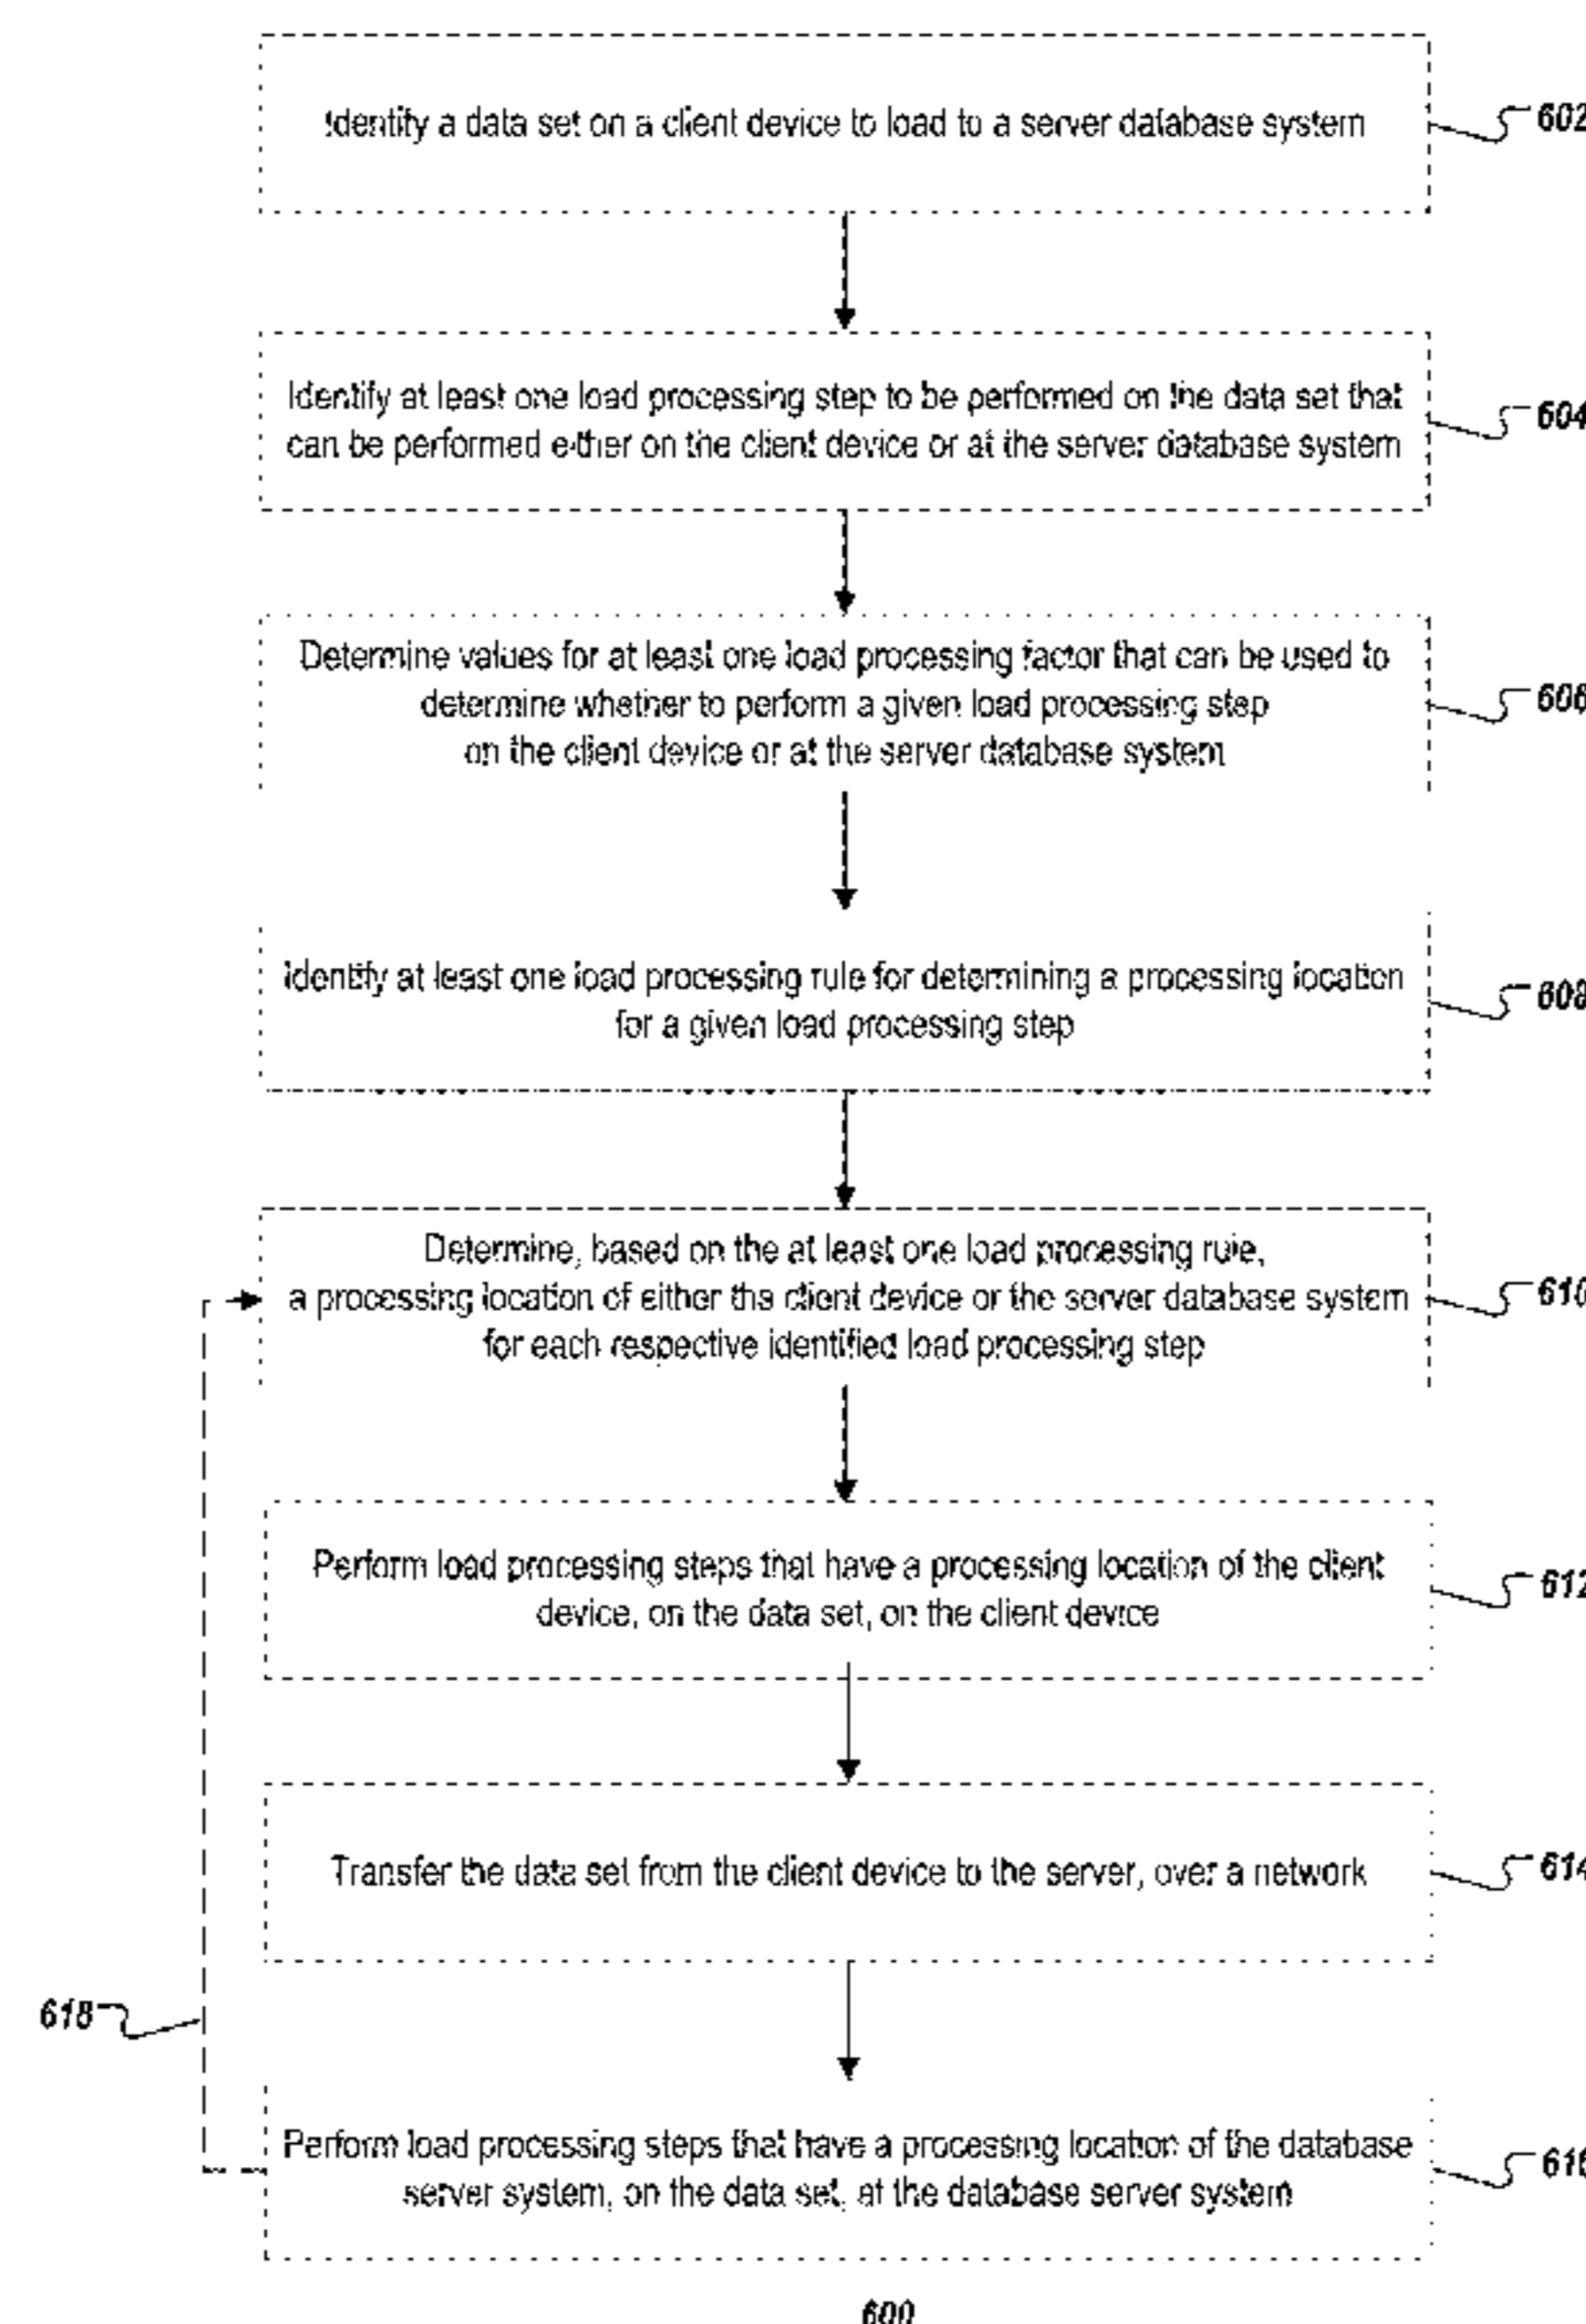 Identify a data set on a client device to load to a server database system
602
Identify at least one load processing step to be performed on the data set that
can be performed either on the client device or at the server database system
604
Determine values for at least one load processing factor that can be used to
determine whether to perform a given load processing step
on the client device or at the server database system
606
Identify at least one load processing rule for determining a processing location
for a given load processing step
608
Determine, based on the at least one load processing rule,
a processing location of either the client device or the server database system
for each respective identified load processing step
610
Perform load processing steps that have a processing location of the client
device, on the data set, on the client device
612
Transfer the data set from the client device to the server, over a network
614
618
Perform load processing steps that have a processing location of the database
server system, on the data set, at the database server system
616
600